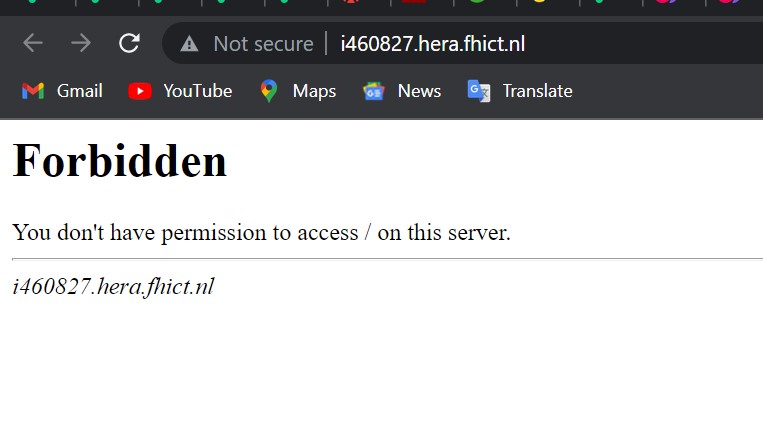 Not secure | i460827.hera.fhict.nl
Gmail YouTube Maps News Translate
Forbidden
You don't have permission to access / on this server.
i460827.hera.fhict.nl